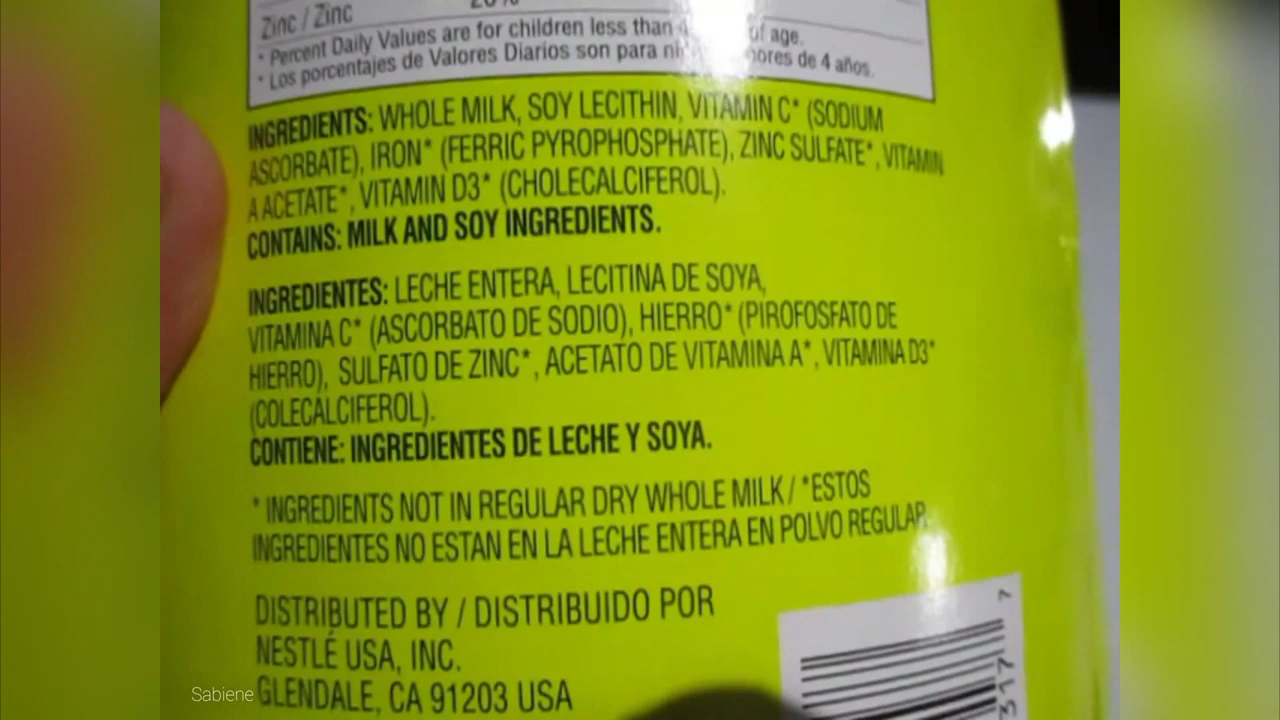 Zinc / Zinc
* Percent Daily Values are for children less than of age.
* Los porcentajes de Valores Diarios son para de 4 años.
INGREDIENTS: WHOLE MILK, SOY LECITHIN, VITAMIN C* (SODIUM
ASCORBATE), IRON* (FERRIC PYROPHOSPHATE), ZINC SULFATE*, VITAMIN
A ACETATE*, VITAMIN D3* (CHOLECALCIFEROL).
CONTAINS: MILK AND SOY INGREDIENTS.
INGREDIENTES: LECHE ENTERA, LECITINA DE SOYA,
VITAMINA C* (ASCORBATO DE SODIO), HIERRO* (PIROFOSFATO DE
HIERRO), SULFATO DE ZINC*, ACETATO DE VITAMINA A*, VITAMINA D3*
(COLECALCIFEROL).
CONTIENE: INGREDIENTES DE LECHE Y SOYA.
* INGREDIENTS NOT IN REGULAR DRY WHOLE MILK / *ESTOS
INGREDIENTES NO ESTAN EN LA LECHE ENTERA EN POLVO REGULAR.
DISTRIBUTED BY / DISTRIBUIDO POR
NESTLÉ USA, INC.
GLENDALE, CA 91203 USA
7
Sabiene